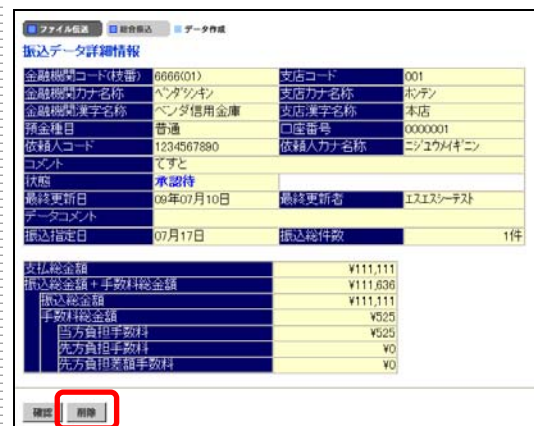 ファイル伝送 総合振込 データ作成
振込データ詳細情報
金融機関コード(枝番) 6666(01) 支店コード 001
金融機関カナ名称 ベンダシンキン 支店カナ名称 ホンテン
金融機関漢字名称 ベンダ信用金庫 支店漢字名称 本店
預金種目 普通 口座番号 0000001
依頼人コード 1234567890 依頼人カナ名称 ニジュウメイギニン
コメント てすと
状態 承認待
最終更新日 09年07月10日 最終更新者 エスエスシーテスト
データコメント
振込指定日 07月17日 振込総件数 1件
支払総金額 ¥111,111
振込総金額+手数料総金額 ¥111,636
振込総金額 ¥111,111
手数料総金額 ¥525
当方負担手数料 ¥525
先方負担手数料 ¥0
先方負担差額手数料 ¥0
確認 削除